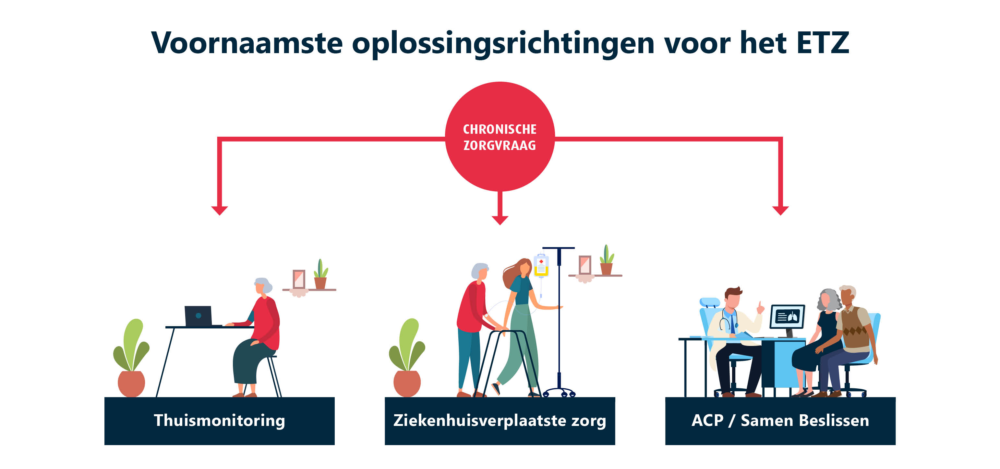 Voornaamste oplossingsrichtingen voor het ETZ
CHRONISCHE
ZORGVRAAG
Thuismonitoring
Ziekenhuisverplaatste zorg
ACP / Samen Beslissen